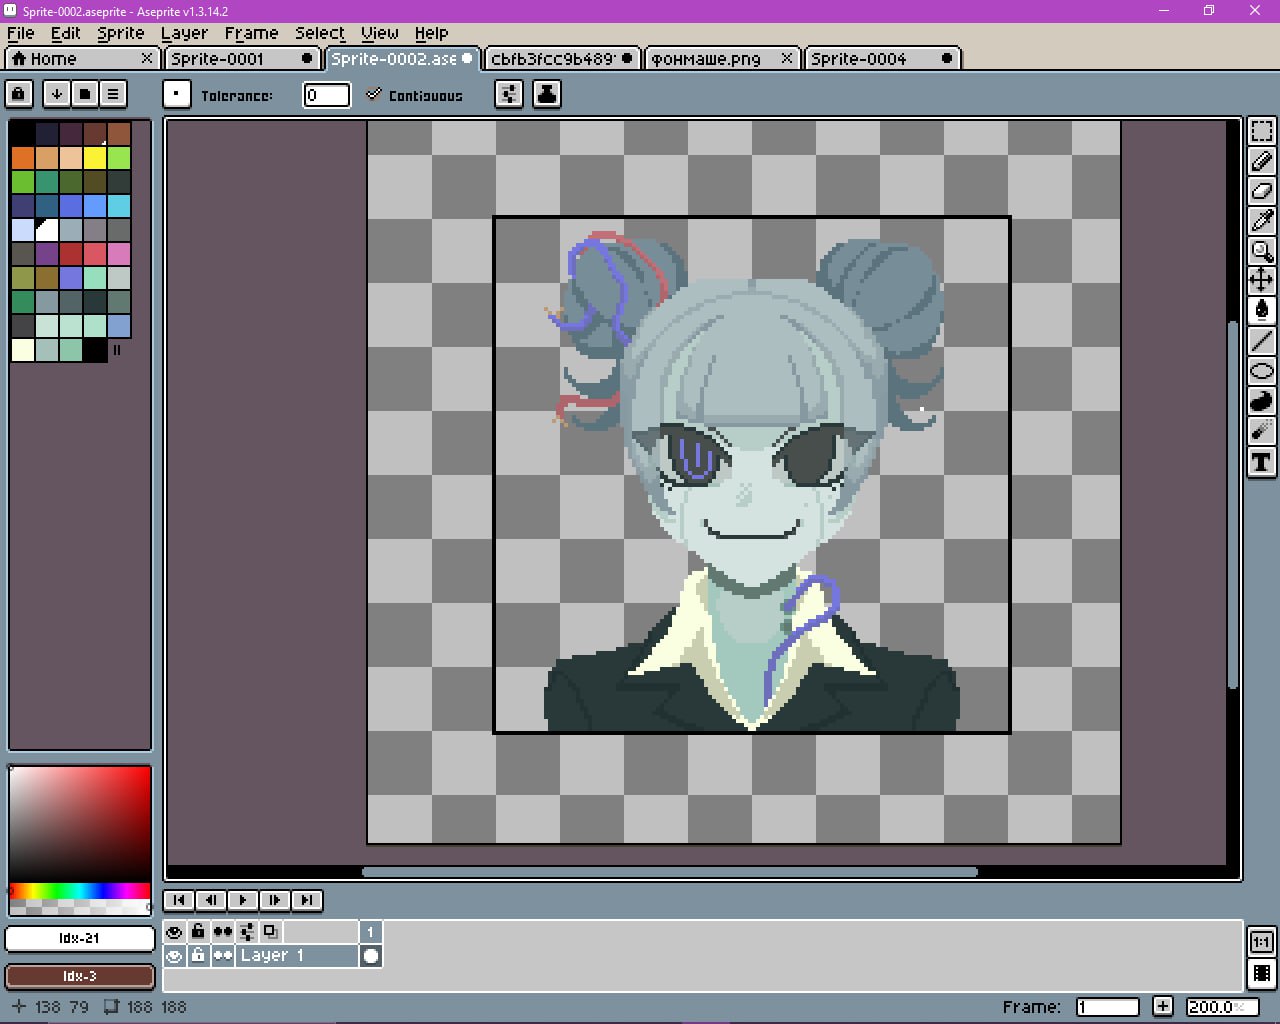 Sprite-0002.aseprite - Aseprite v1.3.14.2
File Edit Sprite Layer Frame Select View Help
Home Sprite-0001 Sprite-0002.ase cbfb3fcc9b489 фонмаше.png Sprite-0004
Tolerance: 0 Contiguous
1
Layer 1
Idx-21
Idx-3
138 79 188 188 Frame: 1 200.0
1:1
T